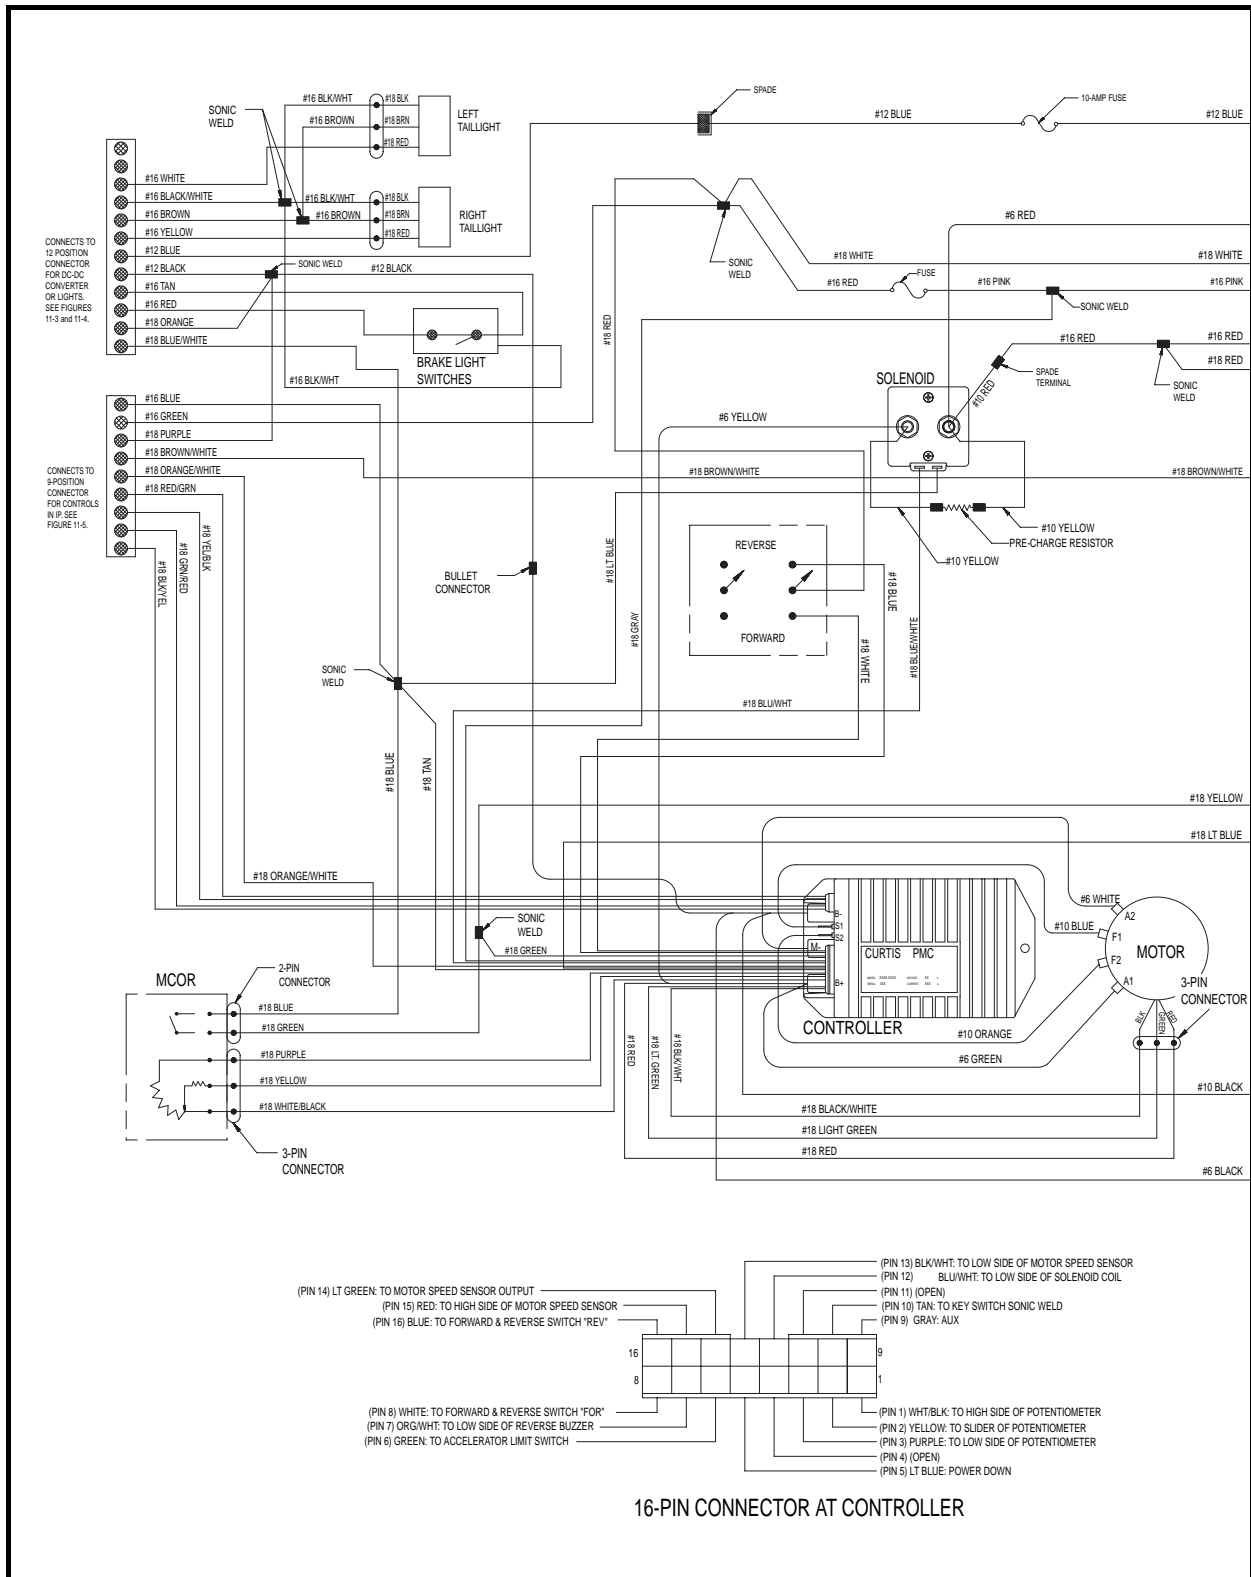 SPADE
10-AMP FUSE
#12 BLUE
#12 BLUE
SONIC
WELD
#16 BLK/WHT
#18 BLK
#16 BROWN
#18 BRN
#18 RED
LEFT
TAILLIGHT
#16 WHITE
#16 BLACK/WHITE
#16 BROWN
#16 YELLOW
#12 BLUE
#12 BLACK
#16 TAN
#16 RED
#18 ORANGE
#18 BLUE/WHITE
#16 BLK/WHT
#18 BLK
#16 BROWN
#18 BRN
#18 RED
RIGHT
TAILLIGHT
CONNECTS TO
12 POSITION
CONNECTOR
FOR DC-DC
CONVERTER
OR LIGHTS.
SEE FIGURES
11-3 and 11-4.
SONIC WELD
#12 BLACK
BRAKE LIGHT
SWITCHES
#16 BLK/WHT
#6 RED
SONIC
WELD
#18 WHITE
#18 WHITE
#16 RED
FUSE
#16 PINK
#16 PINK
SONIC WELD
#18 RED
#16 RED
#16 RED
#18 RED
SPADE
TERMINAL
SONIC
WELD
SOLENOID
#10 RED
#6 YELLOW
#16 BLUE
#16 GREEN
#18 PURPLE
#18 BROWN/WHITE
#18 ORANGE/WHITE
#18 RED/GRN
CONNECTS TO
9-POSITION
CONNECTOR
FOR CONTROLS
IN IP. SEE
FIGURE 11-5.
#18 YEL/BLK
#18 GRN/RED
#18 BLK/YEL
#18 BROWN/WHITE
#18 BROWN/WHITE
#10 YELLOW
PRE-CHARGE RESISTOR
#10 YELLOW
REVERSE
FORWARD
#18 LT BLUE
#18 GRAY
#18 BLUE
#18 WHITE
#18 BLUE/WHITE
BULLET
CONNECTOR
SONIC
WELD
#18 BLU/WHT
#18 BLUE
#18 TAN
#18 YELLOW
#18 LT BLUE
#18 ORANGE/WHITE
SONIC
WELD
#18 GREEN
B-
S1
S2
M-
B+
CURTIS PMC
CONTROLLER
#6 WHITE
A2
#10 BLUE
F1
F2
A1
MOTOR
3-PIN
CONNECTOR
BLK
GREEN
RED
#10 ORANGE
#6 GREEN
#10 BLACK
MCOR
2-PIN
CONNECTOR
#18 BLUE
#18 GREEN
#18 PURPLE
#18 YELLOW
#18 WHITE/BLACK
3-PIN
CONNECTOR
#18 RED
#18 LT. GREEN
#18 BLK/WHT
#18 BLACK/WHITE
#18 LIGHT GREEN
#18 RED
#6 BLACK
(PIN 14) LT GREEN: TO MOTOR SPEED SENSOR OUTPUT
(PIN 15) RED: TO HIGH SIDE OF MOTOR SPEED SENSOR
(PIN 16) BLUE: TO FORWARD & REVERSE SWITCH "REV"
(PIN 13) BLK/WHT: TO LOW SIDE OF MOTOR SPEED SENSOR
(PIN 12) BLU/WHT: TO LOW SIDE OF SOLENOID COIL
(PIN 11) (OPEN)
(PIN 10) TAN: TO KEY SWITCH SONIC WELD
(PIN 9) GRAY: AUX
16
9
8
1
(PIN 8) WHITE: TO FORWARD & REVERSE SWITCH "FOR"
(PIN 7) ORG/WHT: TO LOW SIDE OF REVERSE BUZZER
(PIN 6) GREEN: TO ACCELERATOR LIMIT SWITCH
(PIN 1) WHT/BLK: TO HIGH SIDE OF POTENTIOMETER
(PIN 2) YELLOW: TO SLIDER OF POTENTIOMETER
(PIN 3) PURPLE: TO LOW SIDE OF POTENTIOMETER
(PIN 4) (OPEN)
(PIN 5) LT BLUE: POWER DOWN
16-PIN CONNECTOR AT CONTROLLER